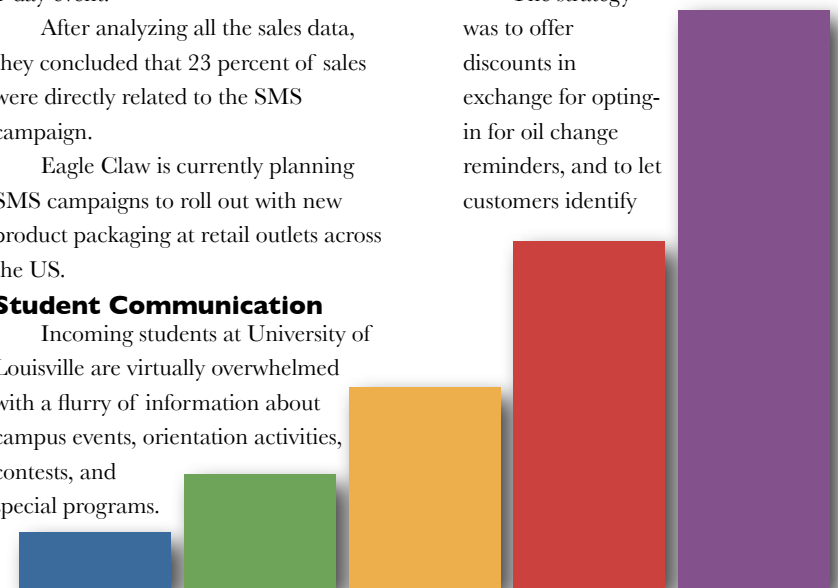 day event.
After analyzing all the sales data,
they concluded that 23 percent of sales
were directly related to the SMS
campaign.
Eagle Claw is currently planning
SMS campaigns to roll out with new
product packaging at retail outlets across
the US.
Student Communication
Incoming students at University of
Louisville are virtually overwhelmed
with a flurry of information about
campus events, orientation activities,
contests, and
special programs.
The strategy
was to offer
discounts in
exchange for opting-
in for oil change
reminders, and to let
customers identify